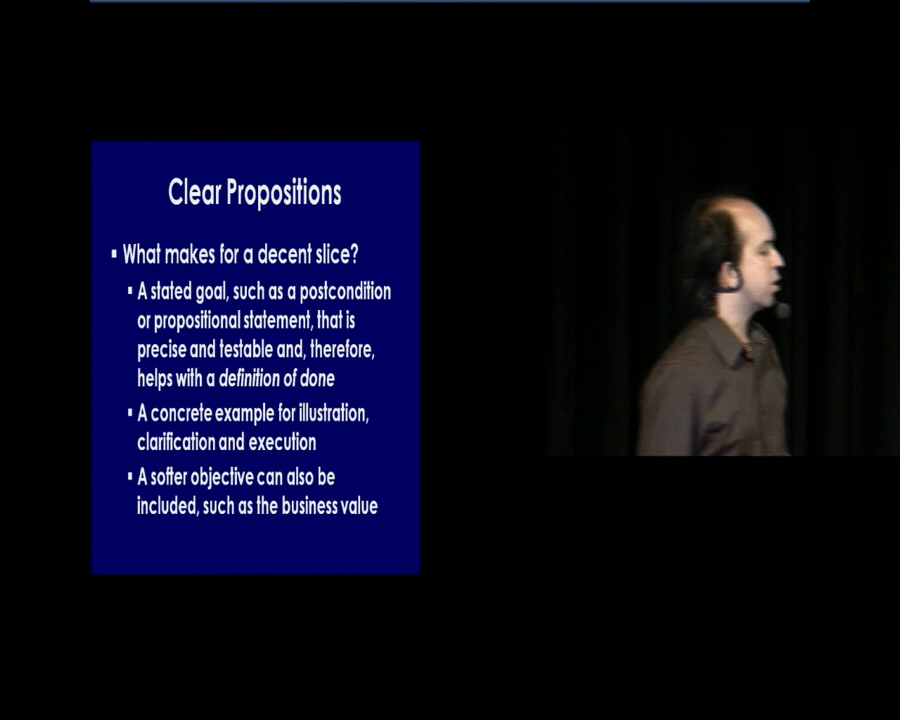 Clear Propositions
▪ What makes for a decent slice?
▪ A stated goal, such as a postcondition
or propositional statement, that is
precise and testable and, therefore,
helps with a definition of done
▪ A concrete example for illustration,
clarification and execution
▪ A softer objective can also be
included, such as the business value